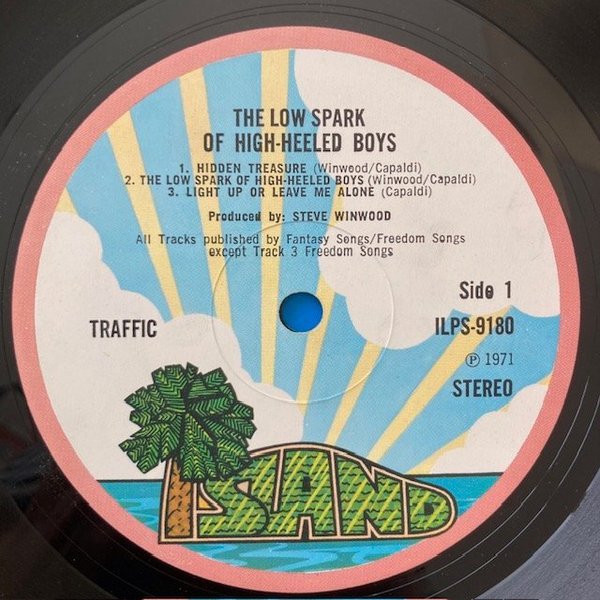 THE LOW SPARK
OF HIGH-HEELED BOYS
1. HIDDEN TREASURE (Winwood/Capaldi)
2. THE LOW SPARK OF HIGH-HEELED BOYS (Winwood/Capaldi)
3. LIGHT UP OR LEAVE ME ALONE (Capaldi)
Produced by: STEVE WINWOOD
All Tracks published by Fantasy Songs/Freedom Songs
except Track 3 Freedom Songs
Side 1
TRAFFIC
ILPS-9180
Ⓟ 1971
STEREO
ISLAND